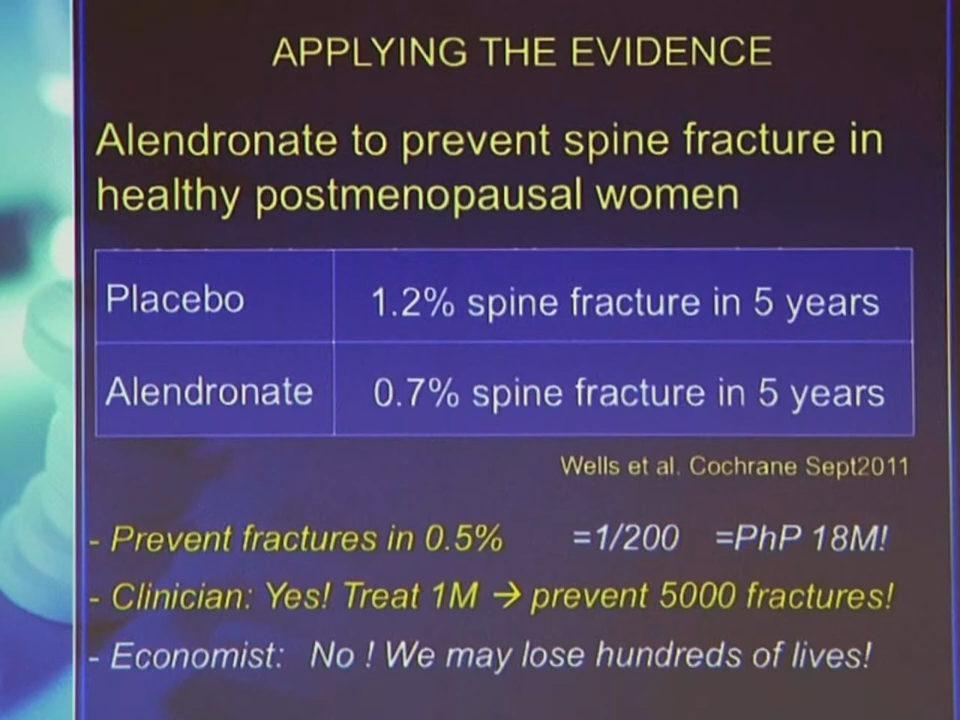 APPLYING THE EVIDENCE
Alendronate to prevent spine fracture in
healthy postmenopausal women
Placebo 1.2% spine fracture in 5 years
Alendronate 0.7% spine fracture in 5 years
Wells et al. Cochrane Sept2011
- Prevent fractures in 0.5% =1/200 =PhP 18M!
- Clinician: Yes! Treat 1M → prevent 5000 fractures!
- Economist: No ! We may lose hundreds of lives!